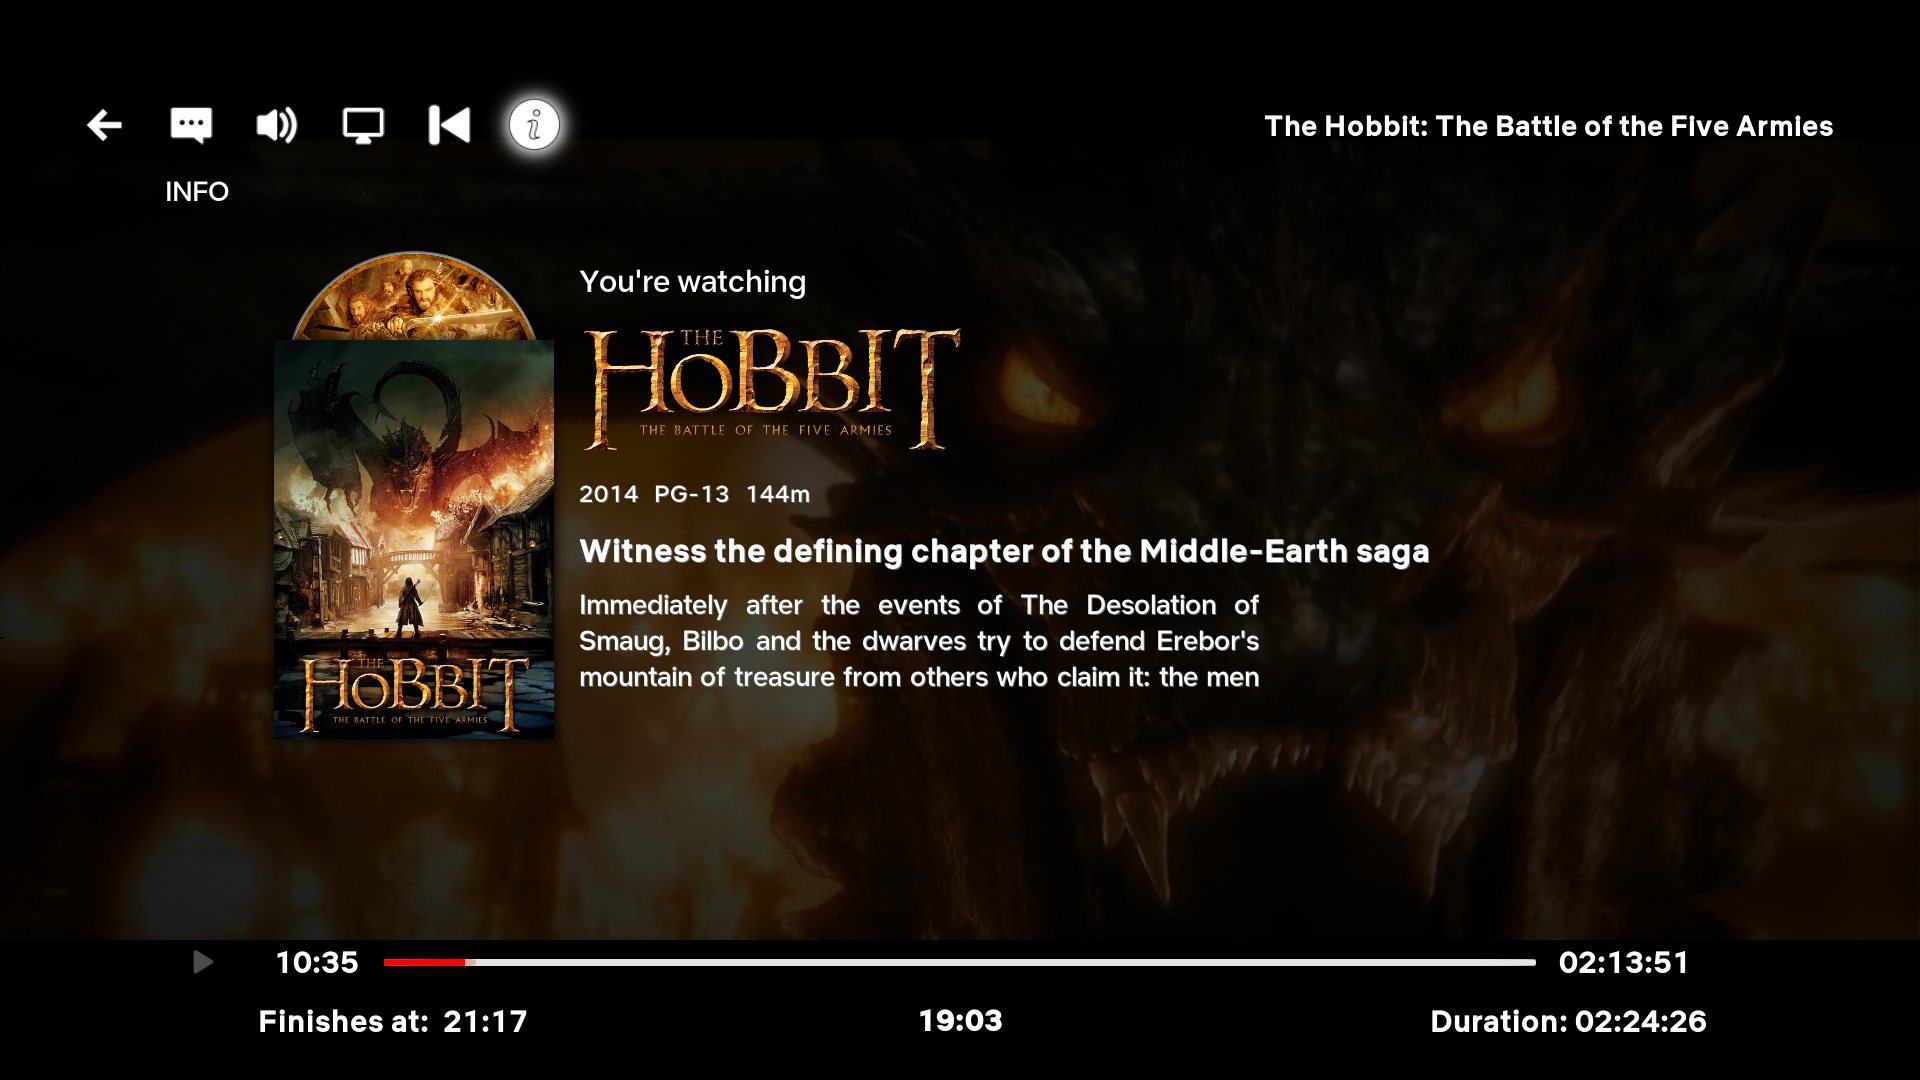 The Hobbit: The Battle of the Five Armies
INFO
You're watching
THE
HOBBIT
THE BATTLE OF THE FIVE ARMIES
2014 PG-13 144m
Witness the defining chapter of the Middle-Earth saga
Immediately after the events of The Desolation of
Smaug, Bilbo and the dwarves try to defend Erebor's
mountain of treasure from others who claim it: the men
THE
HOBBIT
THE BATTLE OF THE FIVE ARMIES
10:35
02:13:51
Finishes at: 21:17
19:03
Duration: 02:24:26